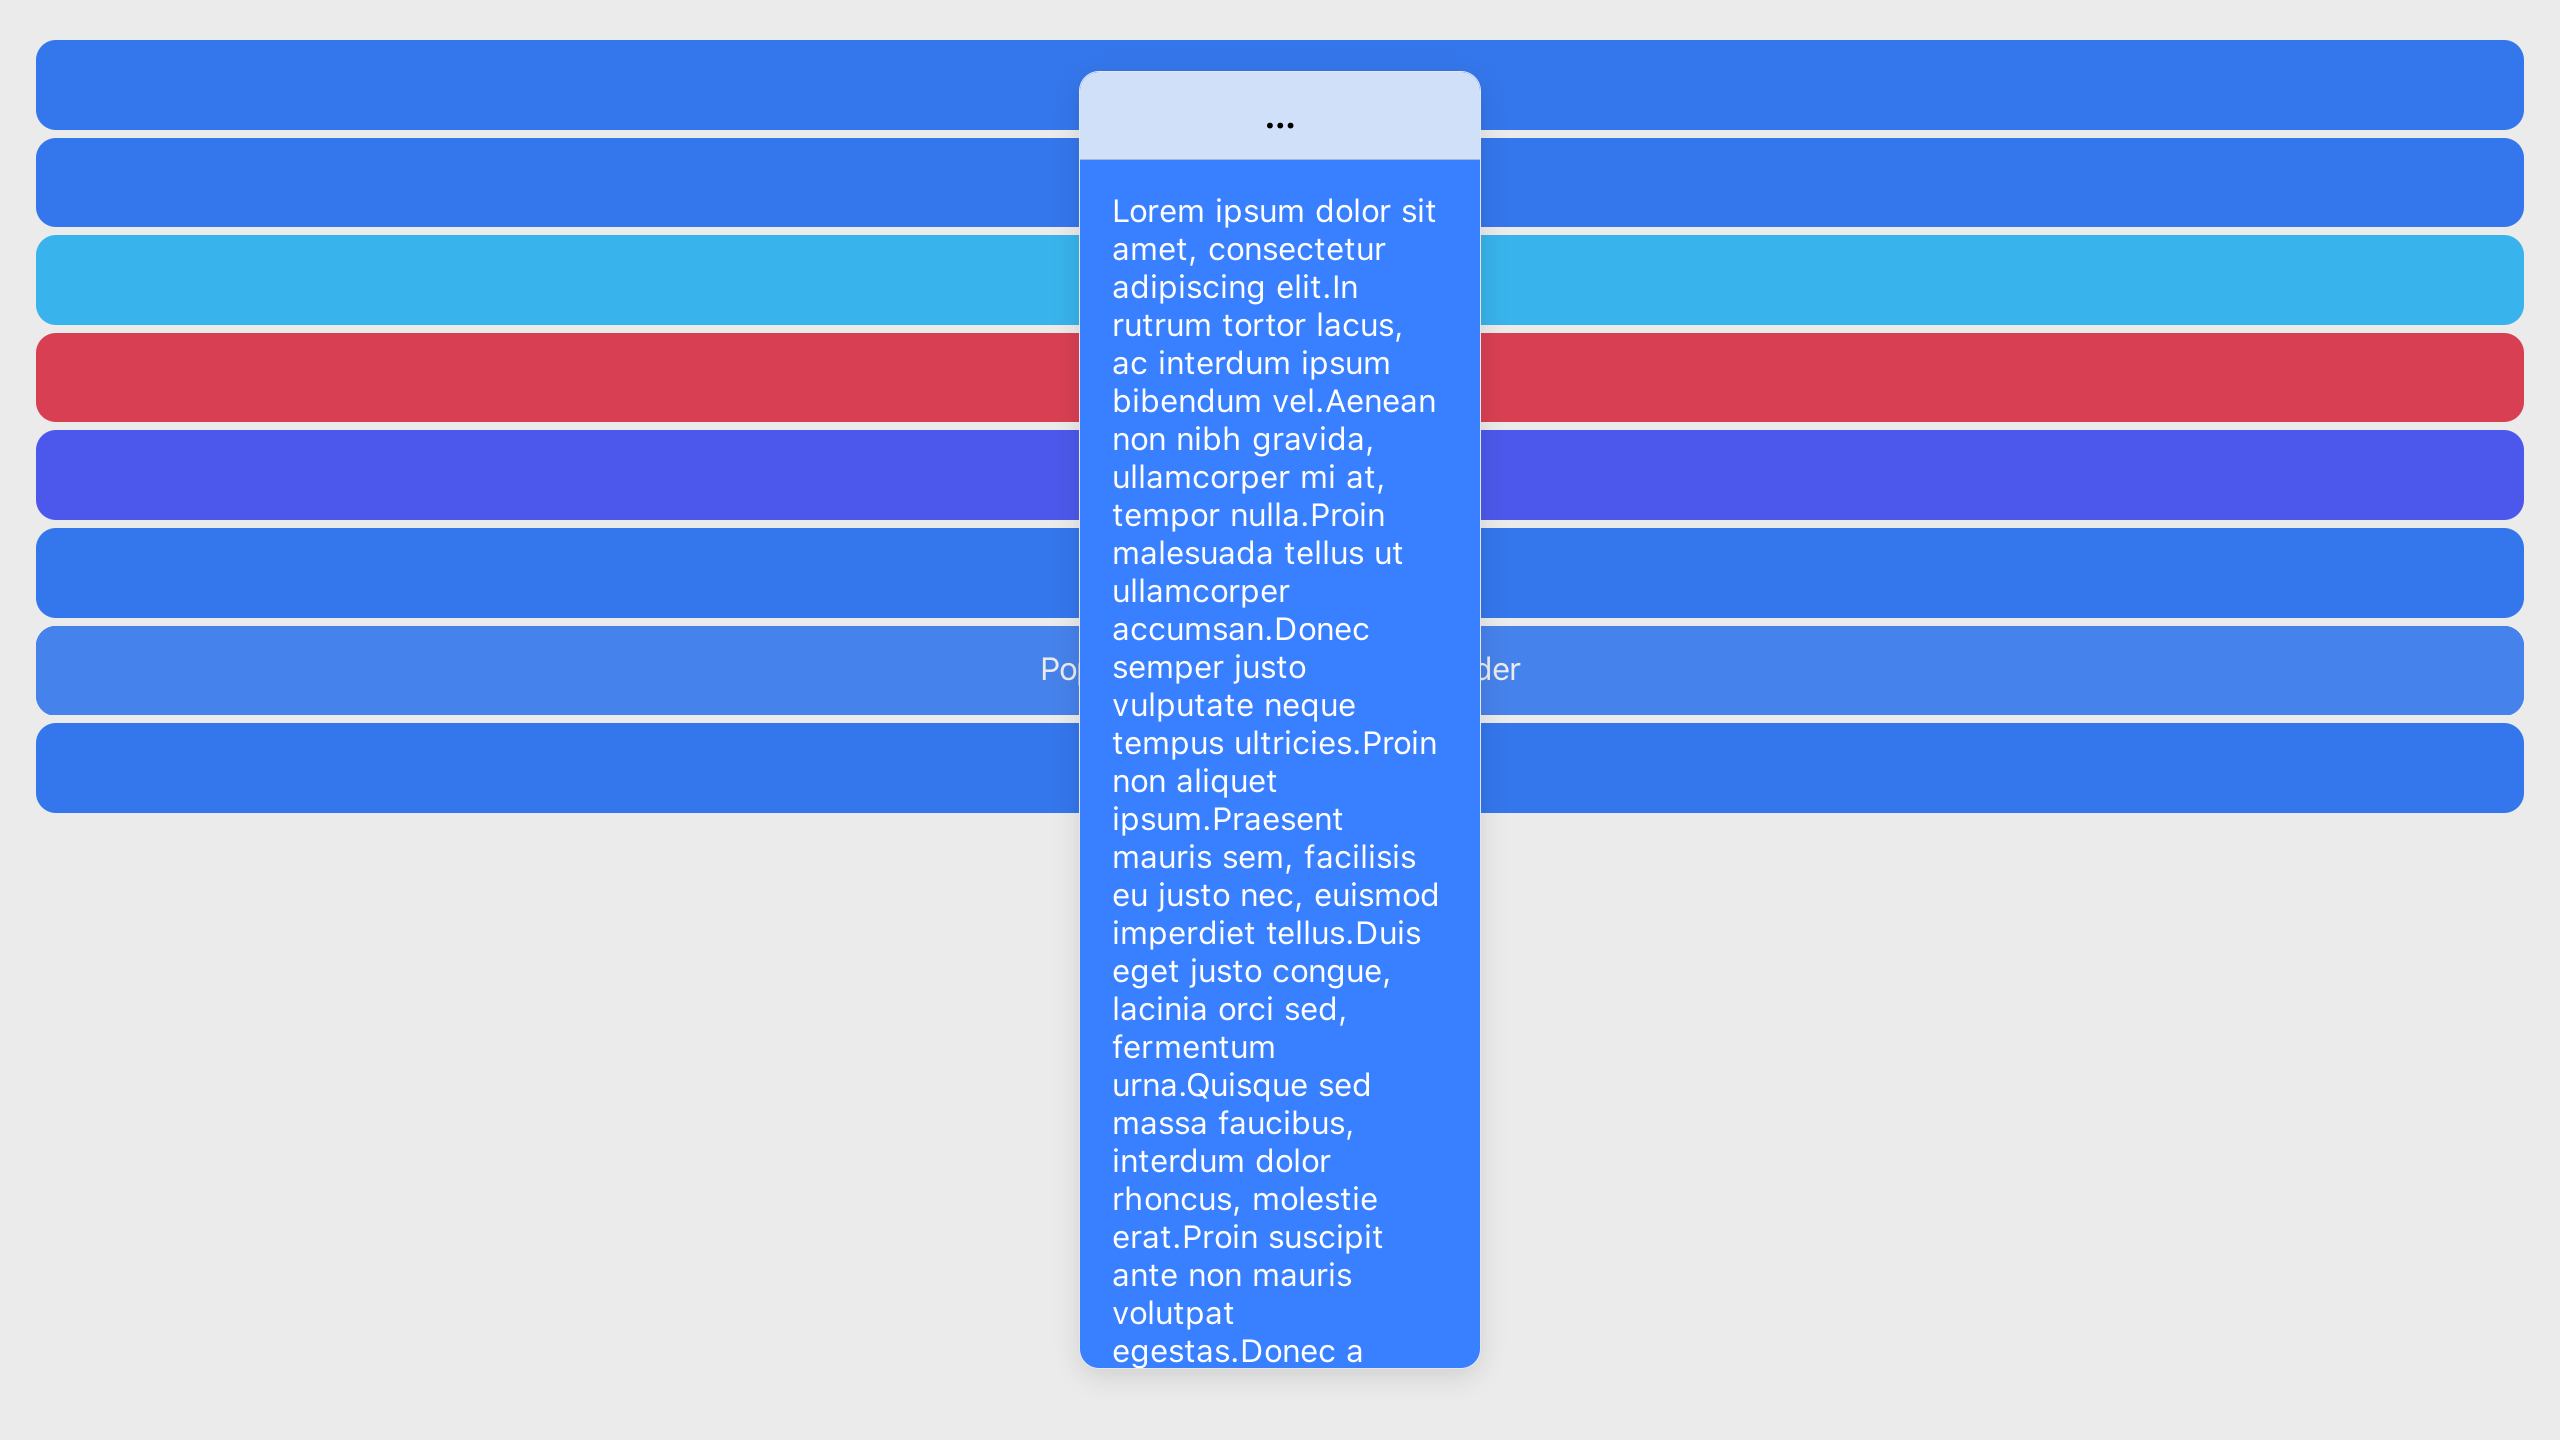 ...
Lorem ipsum dolor sit
amet, consectetur
adipiscing elit.In
rutrum tortor lacus,
ac interdum ipsum
bibendum vel.Aenean
non nibh gravida,
ullamcorper mi at,
tempor nulla.Proin
malesuada tellus ut
ullamcorper
accumsan.Donec
semper justo
vulputate neque
tempus ultricies.Proin
non aliquet
ipsum.Praesent
mauris sem, facilisis
eu justo nec, euismod
imperdiet tellus.Duis
eget justo congue,
lacinia orci sed,
fermentum
urna.Quisque sed
massa faucibus,
interdum dolor
rhoncus, molestie
erat.Proin suscipit
ante non mauris
volutpat
egestas.Donec a